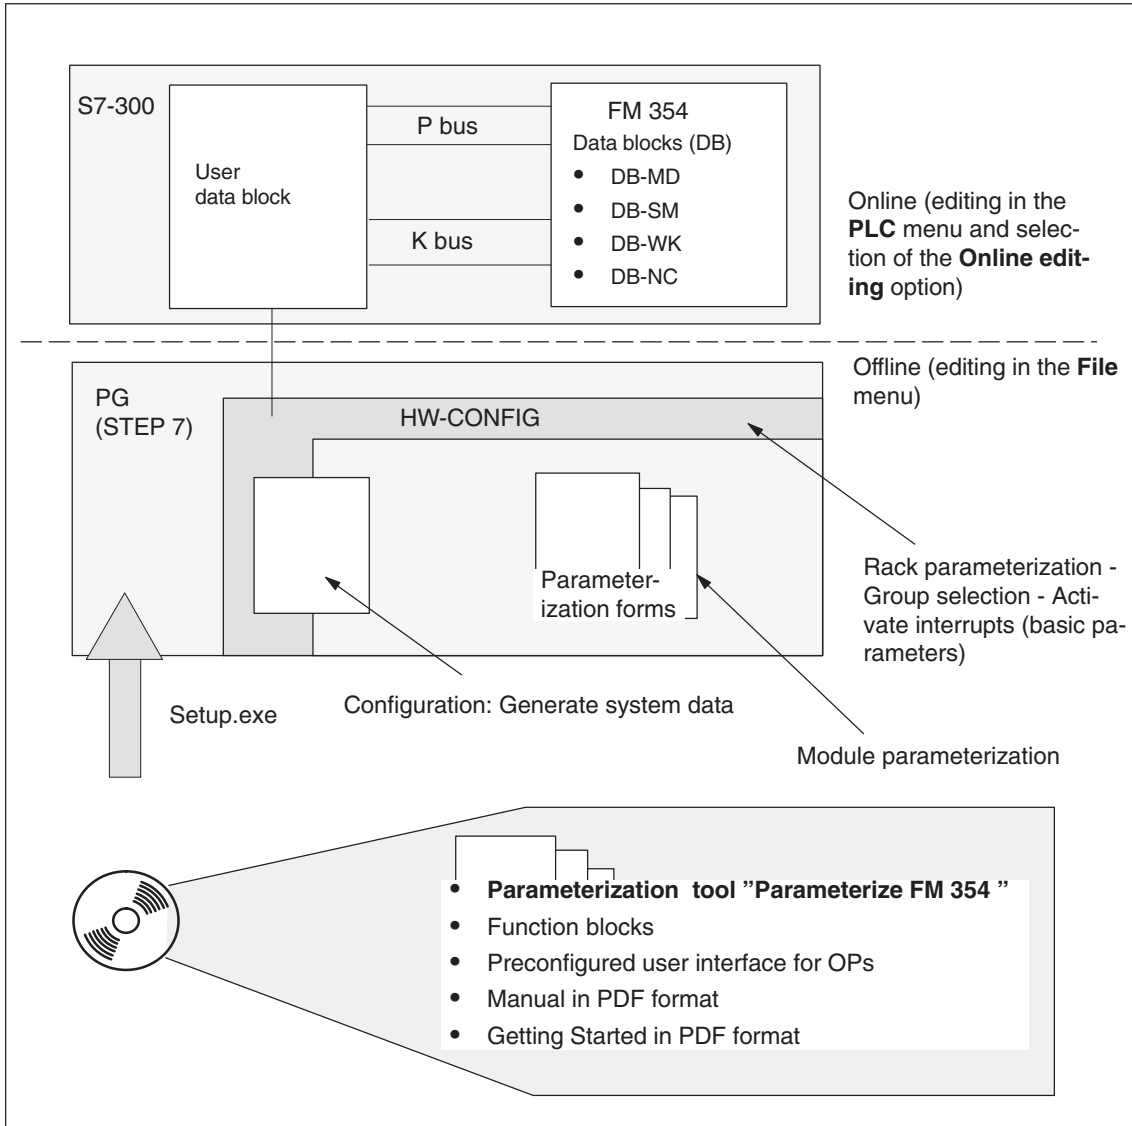 S7-300
User
data block
P bus
K bus
FM 354
Data blocks (DB)
• DB-MD
• DB-SM
• DB-WK
• DB-NC
Online (editing in the
PLC menu and selec-
tion of the Online edit-
ing option)
Offline (editing in the File
menu)
PG
(STEP 7)
HW-CONFIG
Parameter-
ization forms
Rack parameterization -
Group selection - Acti-
vate interrupts (basic pa-
rameters)
Setup.exe
Configuration: Generate system data
Module parameterization
• Parameterization tool ”Parameterize FM 354 ”
• Function blocks
• Preconfigured user interface for OPs
• Manual in PDF format
• Getting Started in PDF format